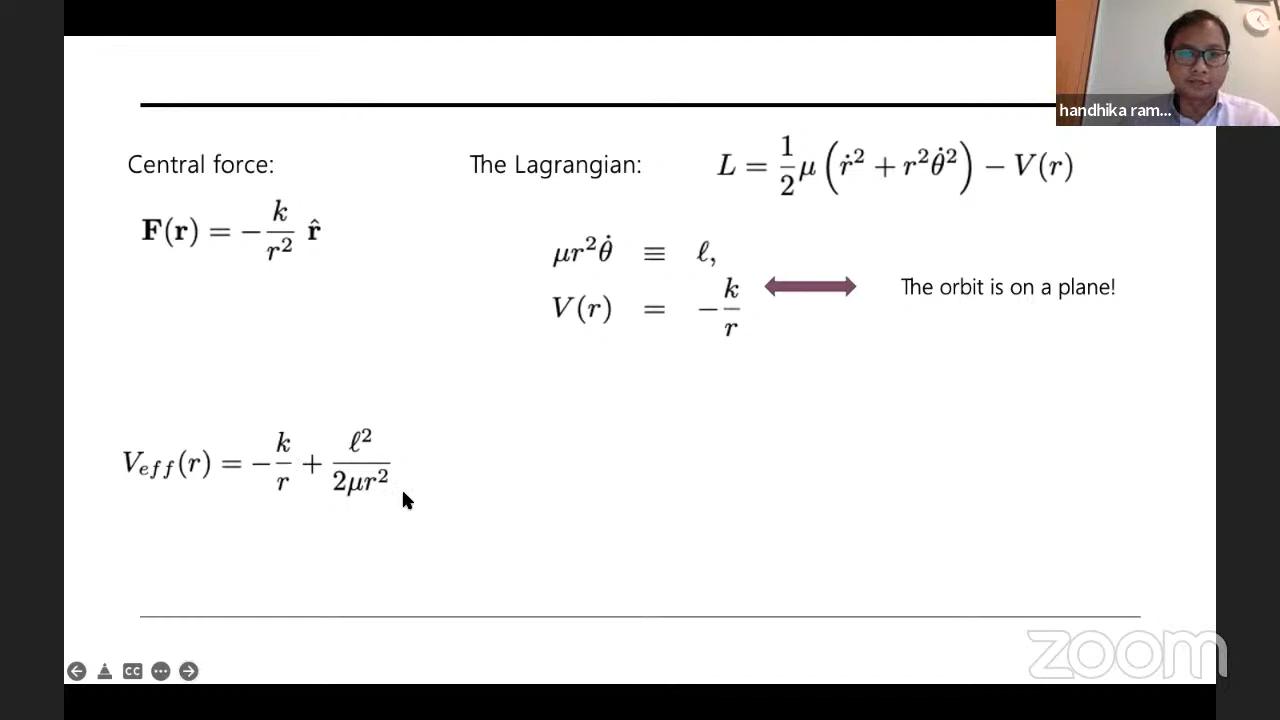 handhika ram...
Central force:
The Lagrangian: L = \frac{1}{2}\mu\left(\dot{r}^2 + r^2\dot{\theta}^2\right) - V(r)
\mathbf{F}(\mathbf{r}) = -\frac{k}{r^2}\ \hat{\mathbf{r}}
\mu r^2\dot{\theta} \equiv \ell,
V(r) = -\frac{k}{r}
The orbit is on a plane!
V_{eff}(r) = -\frac{k}{r} + \frac{\ell^2}{2\mu r^2}
zoom
CC